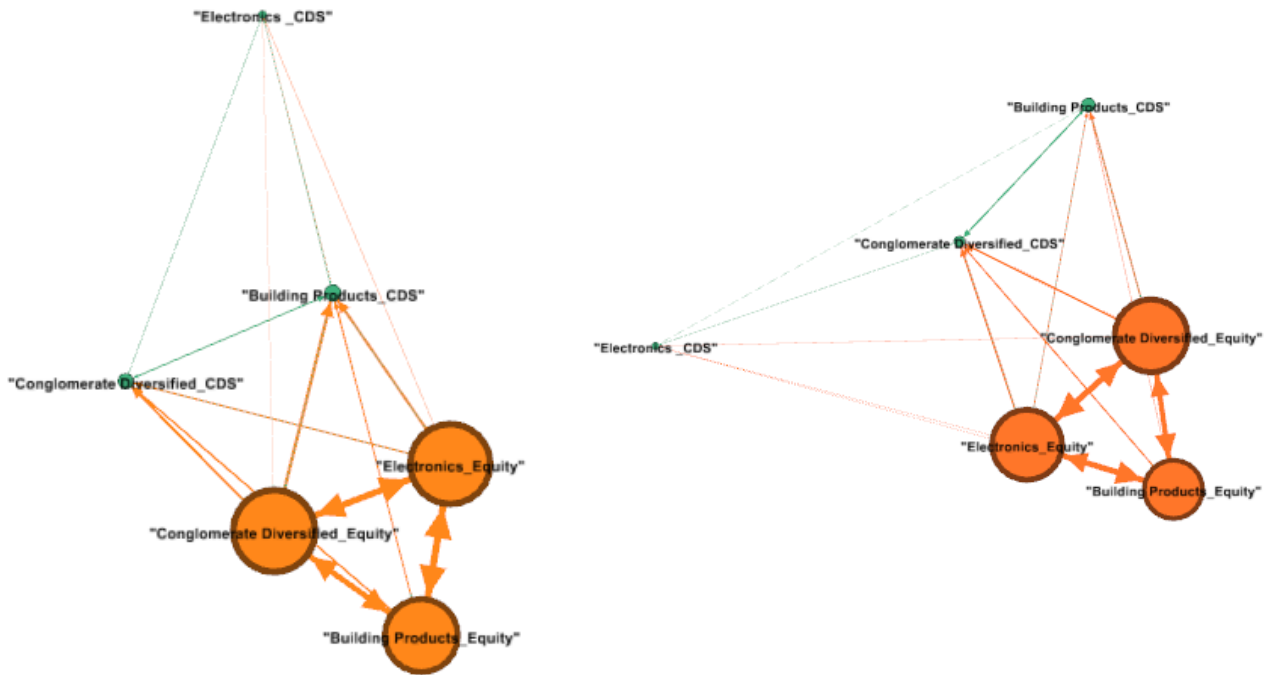 "Electronics _CDS"
"Building Products_CDS"
"Conglomerate Diversified_CDS"
"Electronics_Equity"
"Conglomerate Diversified_Equity"
"Building Products_Equity"
"Building Products_CDS"
"Conglomerate Diversified_CDS"
"Conglomerate Diversified_Equity"
"Electronics _CDS"
"Electronics_Equity"
"Building Products_Equity"